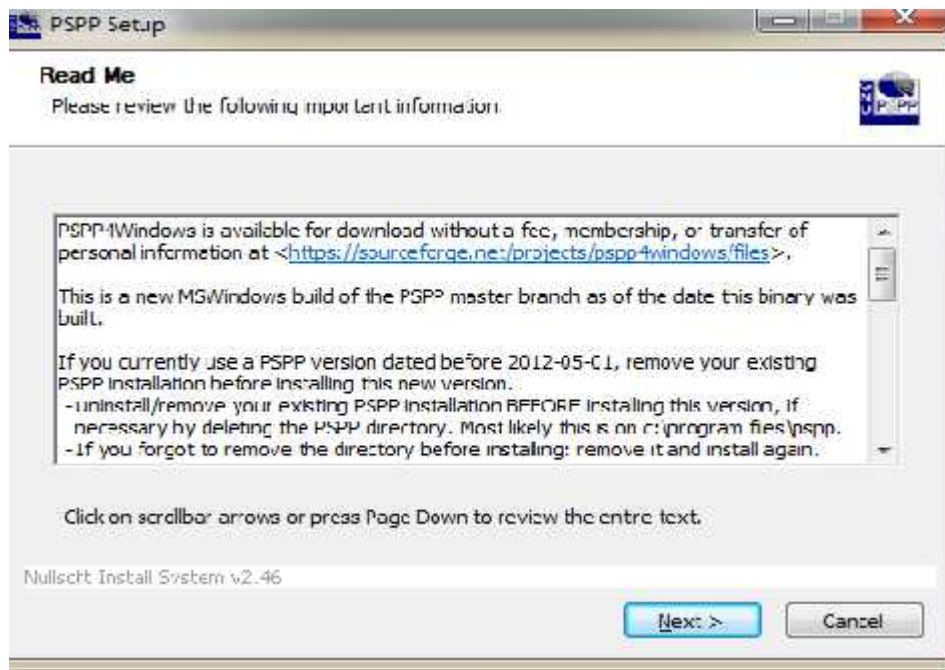 PSPP Setup
Read Me
Please review the following important information
PSPP4Windows is available for download without a fee, membership, or transfer of
personal information at <https://sourceforge.net/projects/pspp4windows/files>.
This is a new MSWindows build of the PSPP master branch as of the date this binary was
built.
If you currently use a PSPP version dated before 2012-05-01, remove your existing
PSPP installation before installing this new version.
-uninstall/remove your existing PSPP installation BEFORE installing this version, if
necessary by deleting the PSPP directory. Most likely this is on c:\program files\pspp.
-If you forgot to remove the directory before installing: remove it and install again.
Click on scrollbar arrows or press Page Down to review the entire text.
Nullsoft Install System v2.46
Next >
Cancel